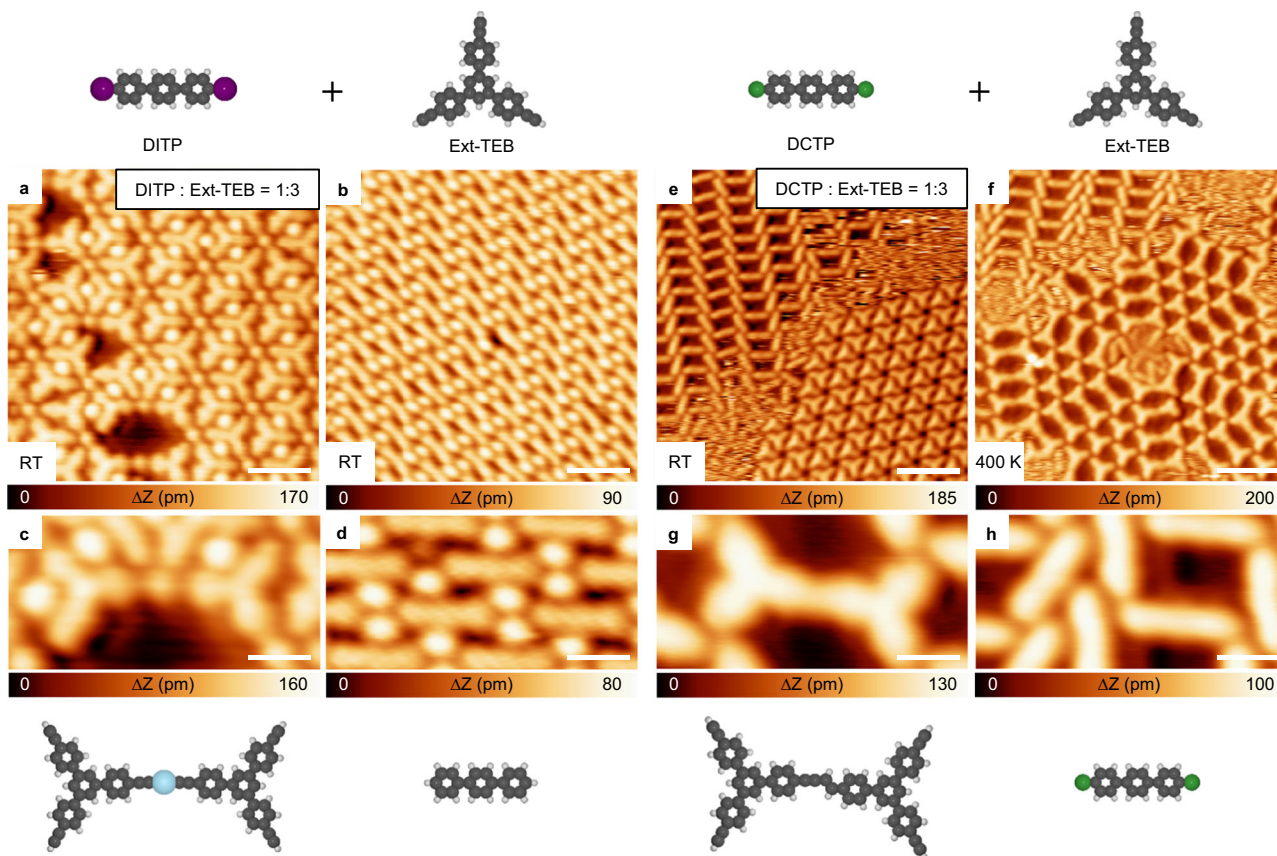 +
+
DITP
Ext-TEB
DCTP
Ext-TEB
a
DITP : Ext-TEB = 1:3
b
e
DCTP : Ext-TEB = 1:3
f
RT
RT
RT
400 K
0 ΔZ (pm) 170
0 ΔZ (pm) 90
0 ΔZ (pm) 185
0 ΔZ (pm) 200
c
d
g
h
0 ΔZ (pm) 160
0 ΔZ (pm) 80
0 ΔZ (pm) 130
0 ΔZ (pm) 100